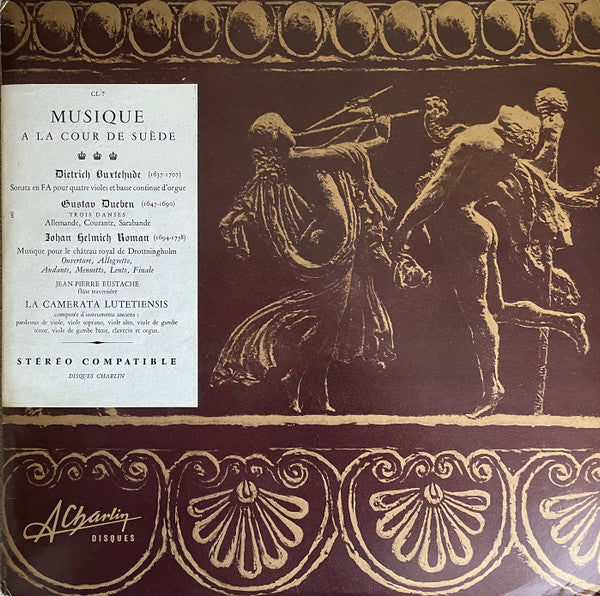 CL-7
MUSIQUE
A LA COUR DE SUÈDE
Dietrich Buxtehude (1637-1707)
Sonata en FA pour quatre violes et basse continue d'orgue
Gustav Dueben (1647-1690)
TROIS DANSES
Allemande, Courante, Sarabande
Johan Helmich Roman (1694-1758)
Musique pour le château royal de Drottningholm
Ouverture, Allegretto,
Andante, Menuetto, Lento, Finale
JEAN-PIERRE EUSTACHE
flûte traversière
LA CAMERATA LUTETIENSIS
composée d'instruments anciens :
pardessus de viole, viole soprano, viole alto, viole de gambe
ténor, viole de gambe basse, clavecin et orgue.
STÉRÉO COMPATIBLE
DISQUES CHARLIN
ACharlin
DISQUES